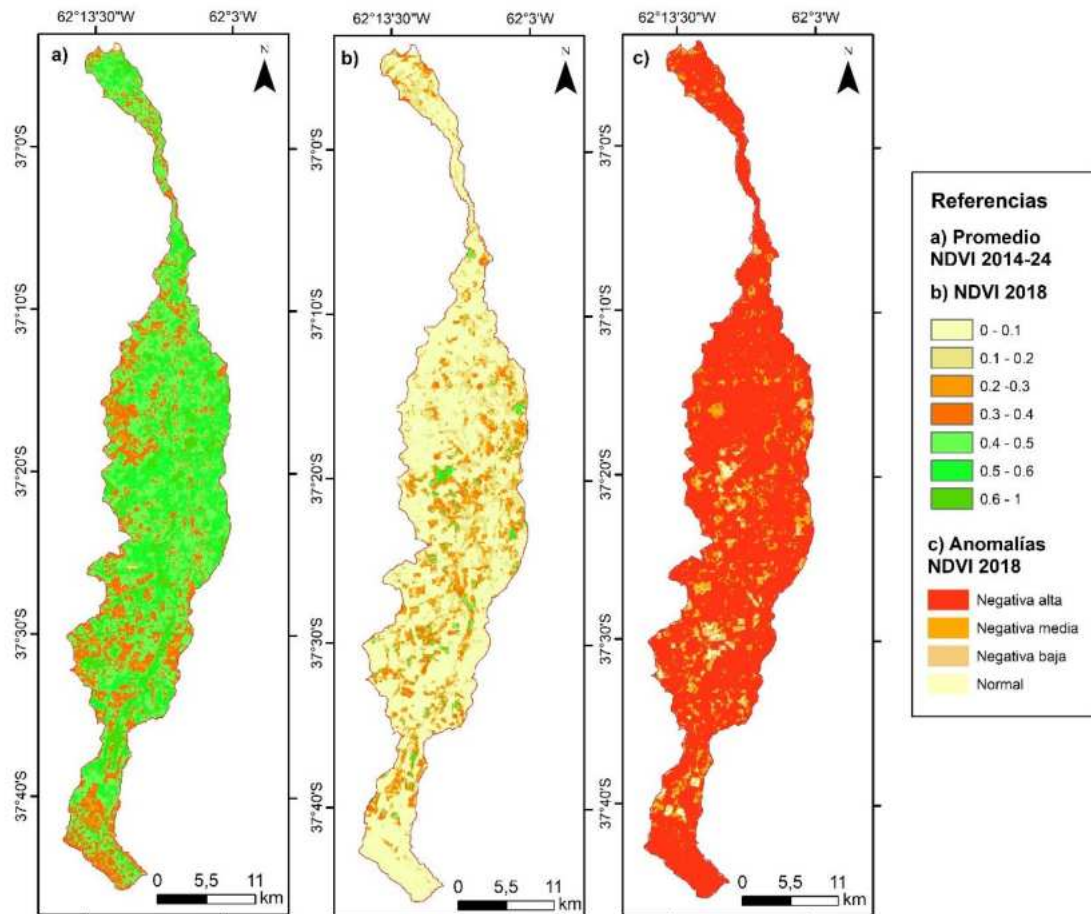 62°13'30"W 62°3'W
62°13'30"W 62°3'W
62°13'30"W 62°3'W
a)
N
37°0'S
37°10'S
37°20'S
37°30'S
37°40'S
0 5,5 11
km
b)
N
37°0'S
37°10'S
37°20'S
37°30'S
37°40'S
0 5,5 11
km
c)
N
37°0'S
37°10'S
37°20'S
37°30'S
37°40'S
0 5,5 11
km
Referencias
a) Promedio
NDVI 2014-24
b) NDVI 2018
0 - 0.1
0.1 - 0.2
0.2 -0.3
0.3 - 0.4
0.4 - 0.5
0.5 - 0.6
0.6 - 1
c) Anomalías
NDVI 2018
Negativa alta
Negativa media
Negativa baja
Normal